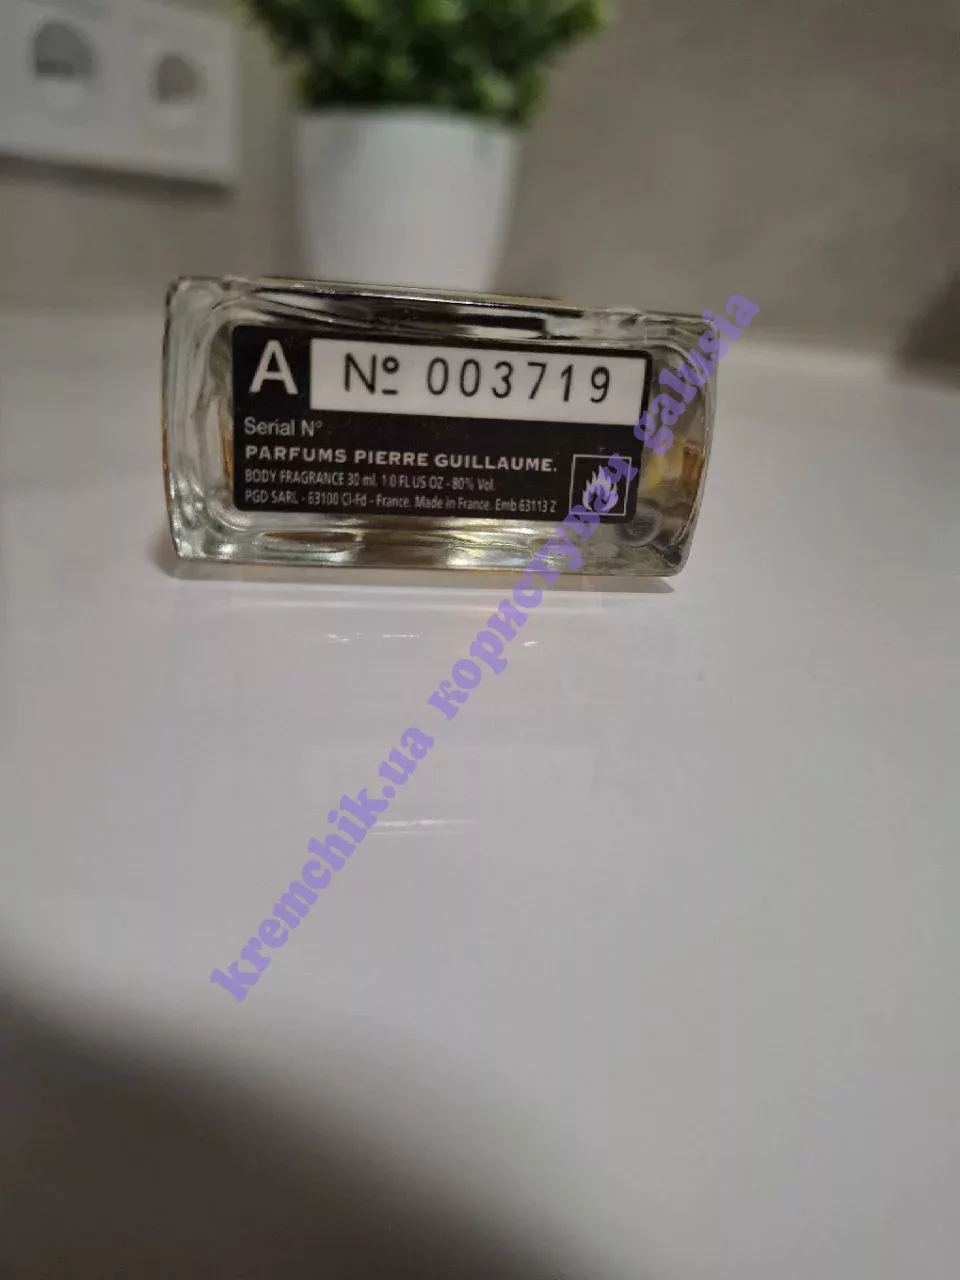 A Nº 003719
Serial Nº
PARFUMS PIERRE GUILLAUME.
BODY FRAGRANCE 30 ml. 1.0 FL US OZ - 80% Vol.
PGD SARL - 63100 Cl-Fd - France. Made in France. Emb 63113 Z
kremchik.ua користувач galusia